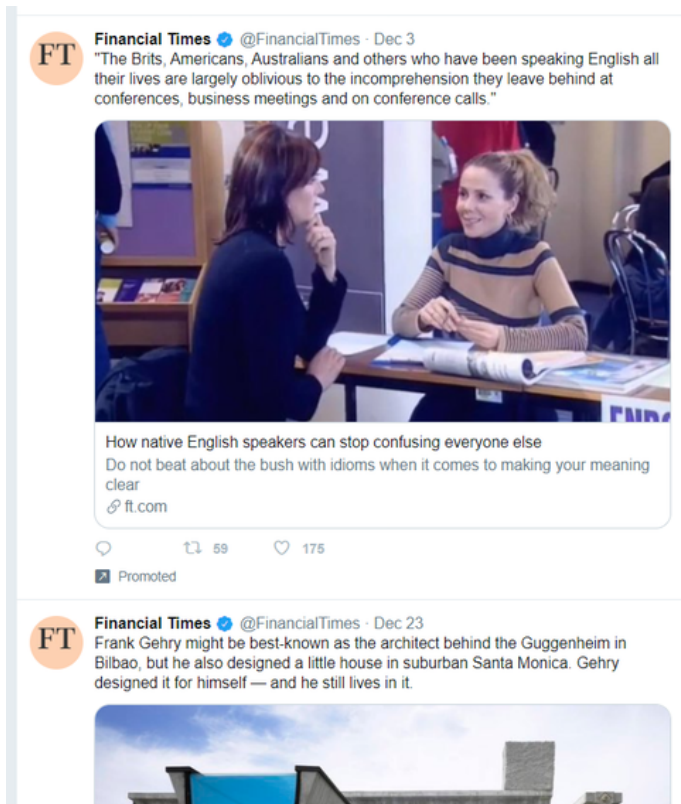 FT
Financial Times @FinancialTimes · Dec 3
"The Brits, Americans, Australians and others who have been speaking English all
their lives are largely oblivious to the incomprehension they leave behind at
conferences, business meetings and on conference calls."
How native English speakers can stop confusing everyone else
Do not beat about the bush with idioms when it comes to making your meaning
clear
ft.com
59 175
Promoted
FT
Financial Times @FinancialTimes · Dec 23
Frank Gehry might be best-known as the architect behind the Guggenheim in
Bilbao, but he also designed a little house in suburban Santa Monica. Gehry
designed it for himself — and he still lives in it.